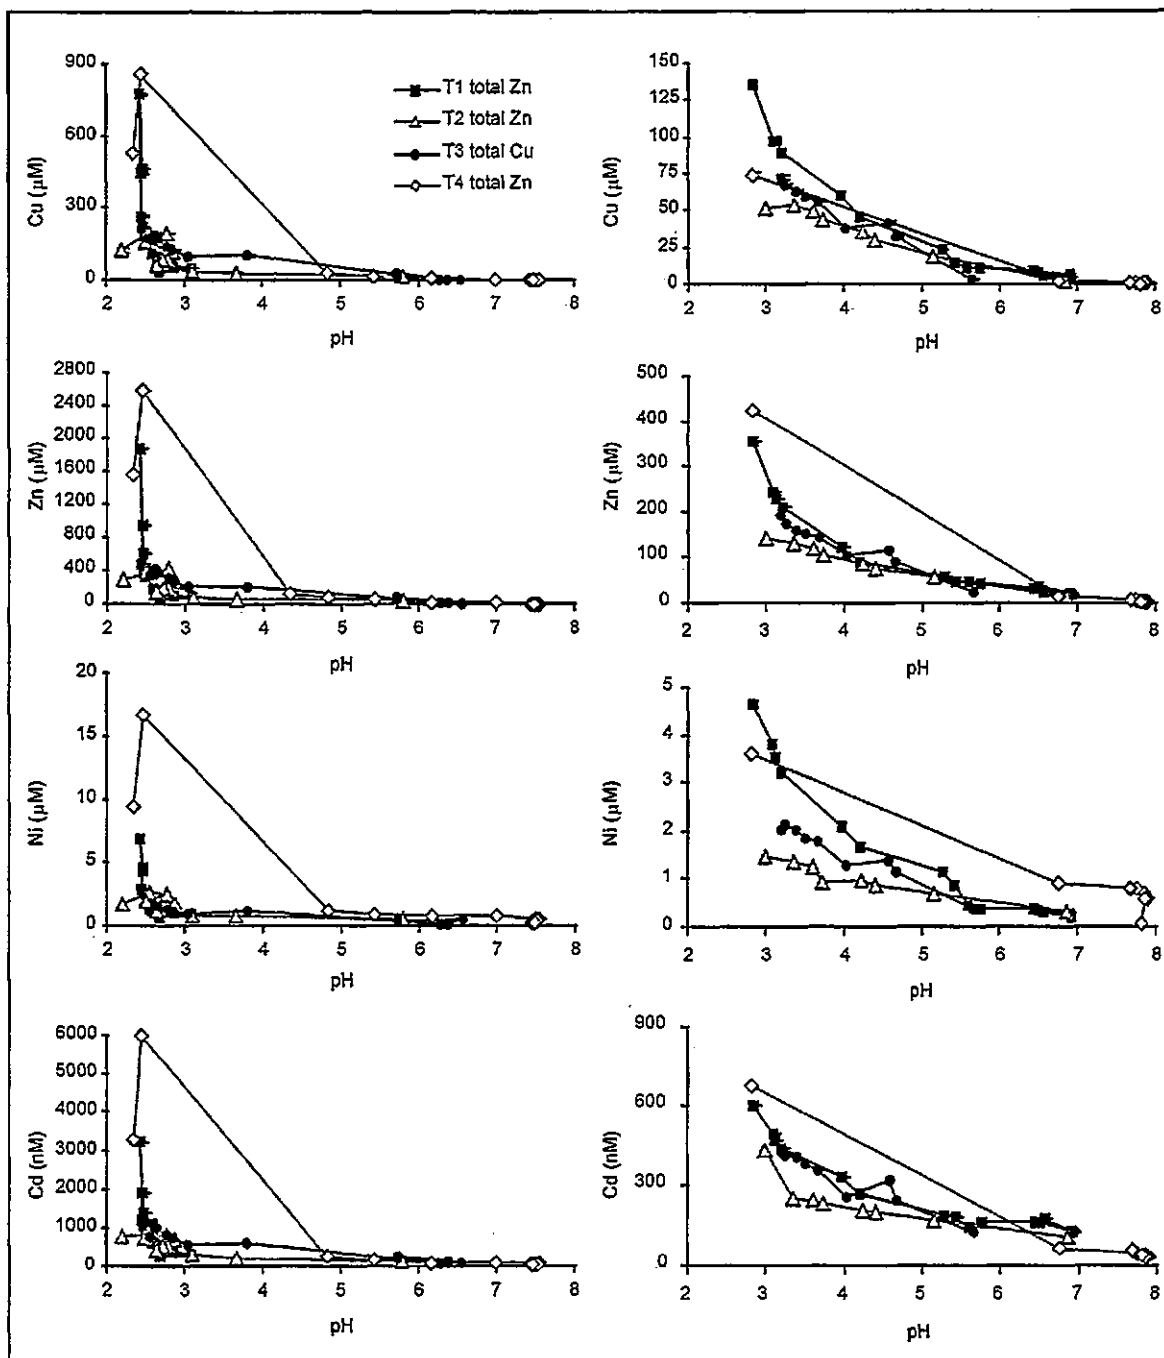 900
600
300
0
Cu (µM)
2 3 4 5 6 7 8
pH
T1 total Zn
T2 total Zn
T3 total Cu
T4 total Zn
150
125
100
75
50
25
0
Cu (µM)
2 3 4 5 6 7 8
pH
2800
2400
2000
1600
1200
800
400
0
Zn (µM)
2 3 4 5 6 7 8
pH
500
400
300
200
100
0
Zn (µM)
2 3 4 5 6 7 8
pH
20
15
10
5
0
Ni (µM)
2 3 4 5 6 7 8
pH
5
4
3
2
1
0
Ni (µM)
2 3 4 5 6 7 8
pH
6000
5000
4000
3000
2000
1000
0
Cd (nM)
2 3 4 5 6 7 8
pH
900
600
300
0
Cd (nM)
2 3 4 5 6 7 8
pH